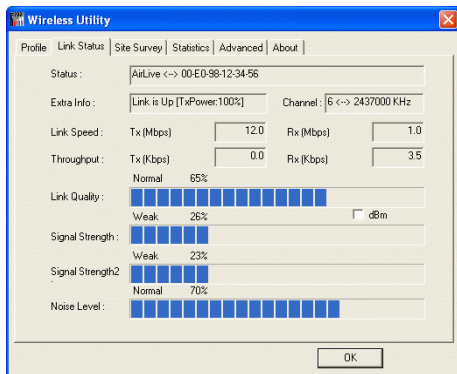 Wireless Utility
Profile Link Status Site Survey Statistics Advanced About
Status : AirLive <--> 00-E0-98-12-34-56
Extra Info : Link is Up [TxPower:100%] Channel : 6 <--> 2437000 KHz
Link Speed : Tx (Mbps) 12.0 Rx (Mbps) 1.0
Throughput : Tx (Kbps) 0.0 Rx (Kbps) 3.5
Normal 65%
Link Quality :
Weak 26% dBm
Signal Strength :
Weak 23%
Signal Strength2 :
Normal 70%
Noise Level :
OK